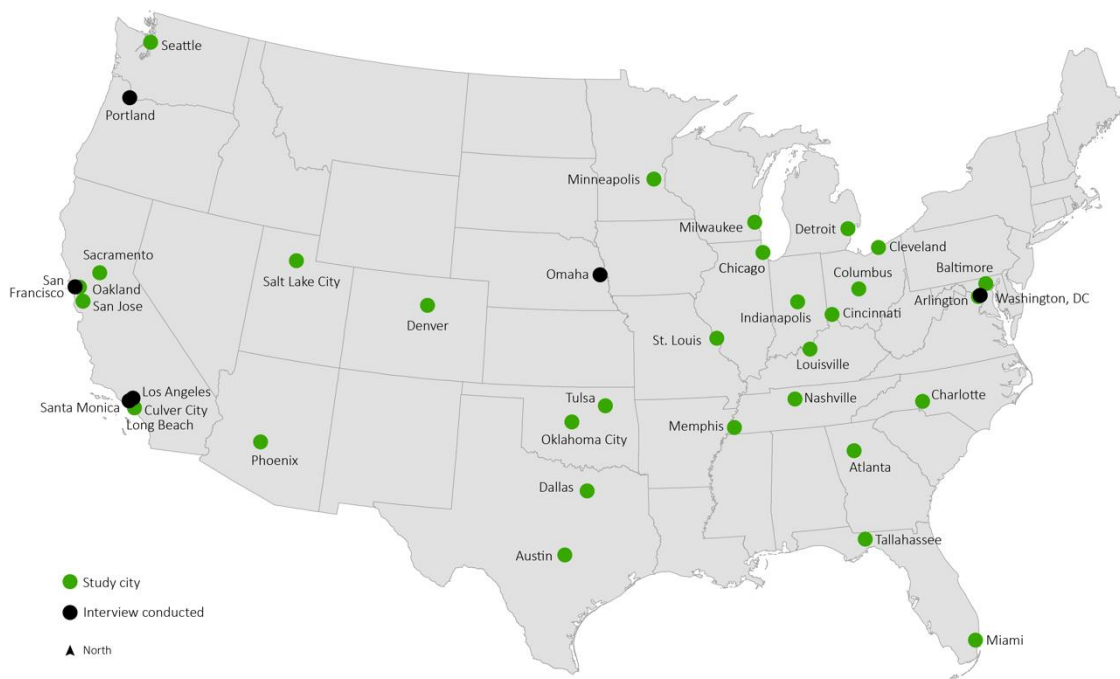 Seattle
Portland
Minneapolis
Milwaukee
Detroit
Cleveland
Sacramento
Chicago
Columbus
Baltimore
San
Francisco
Oakland
San Jose
Salt Lake City
Omaha
Arlington
Washington, DC
Denver
Indianapolis
Cincinnati
St. Louis
Louisville
Los Angeles
Santa Monica
Culver City
Long Beach
Tulsa
Nashville
Charlotte
Oklahoma City
Memphis
Phoenix
Atlanta
Dallas
Austin
Tallahassee
Study city
Interview conducted
Miami
North